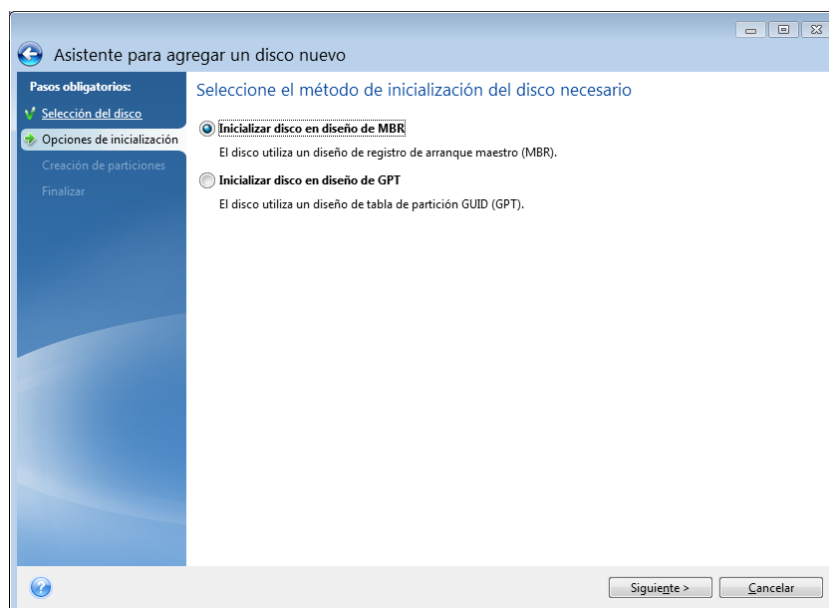 Asistente para agregar un disco nuevo
Pasos obligatorios:
Selección del disco
Opciones de inicialización
Creación de particiones
Finalizar
Seleccione el método de inicialización del disco necesario
Inicializar disco en diseño de MBR
El disco utiliza un diseño de registro de arranque maestro (MBR).
Inicializar disco en diseño de GPT
El disco utiliza un diseño de tabla de partición GUID (GPT).
Siguiente >
Cancelar